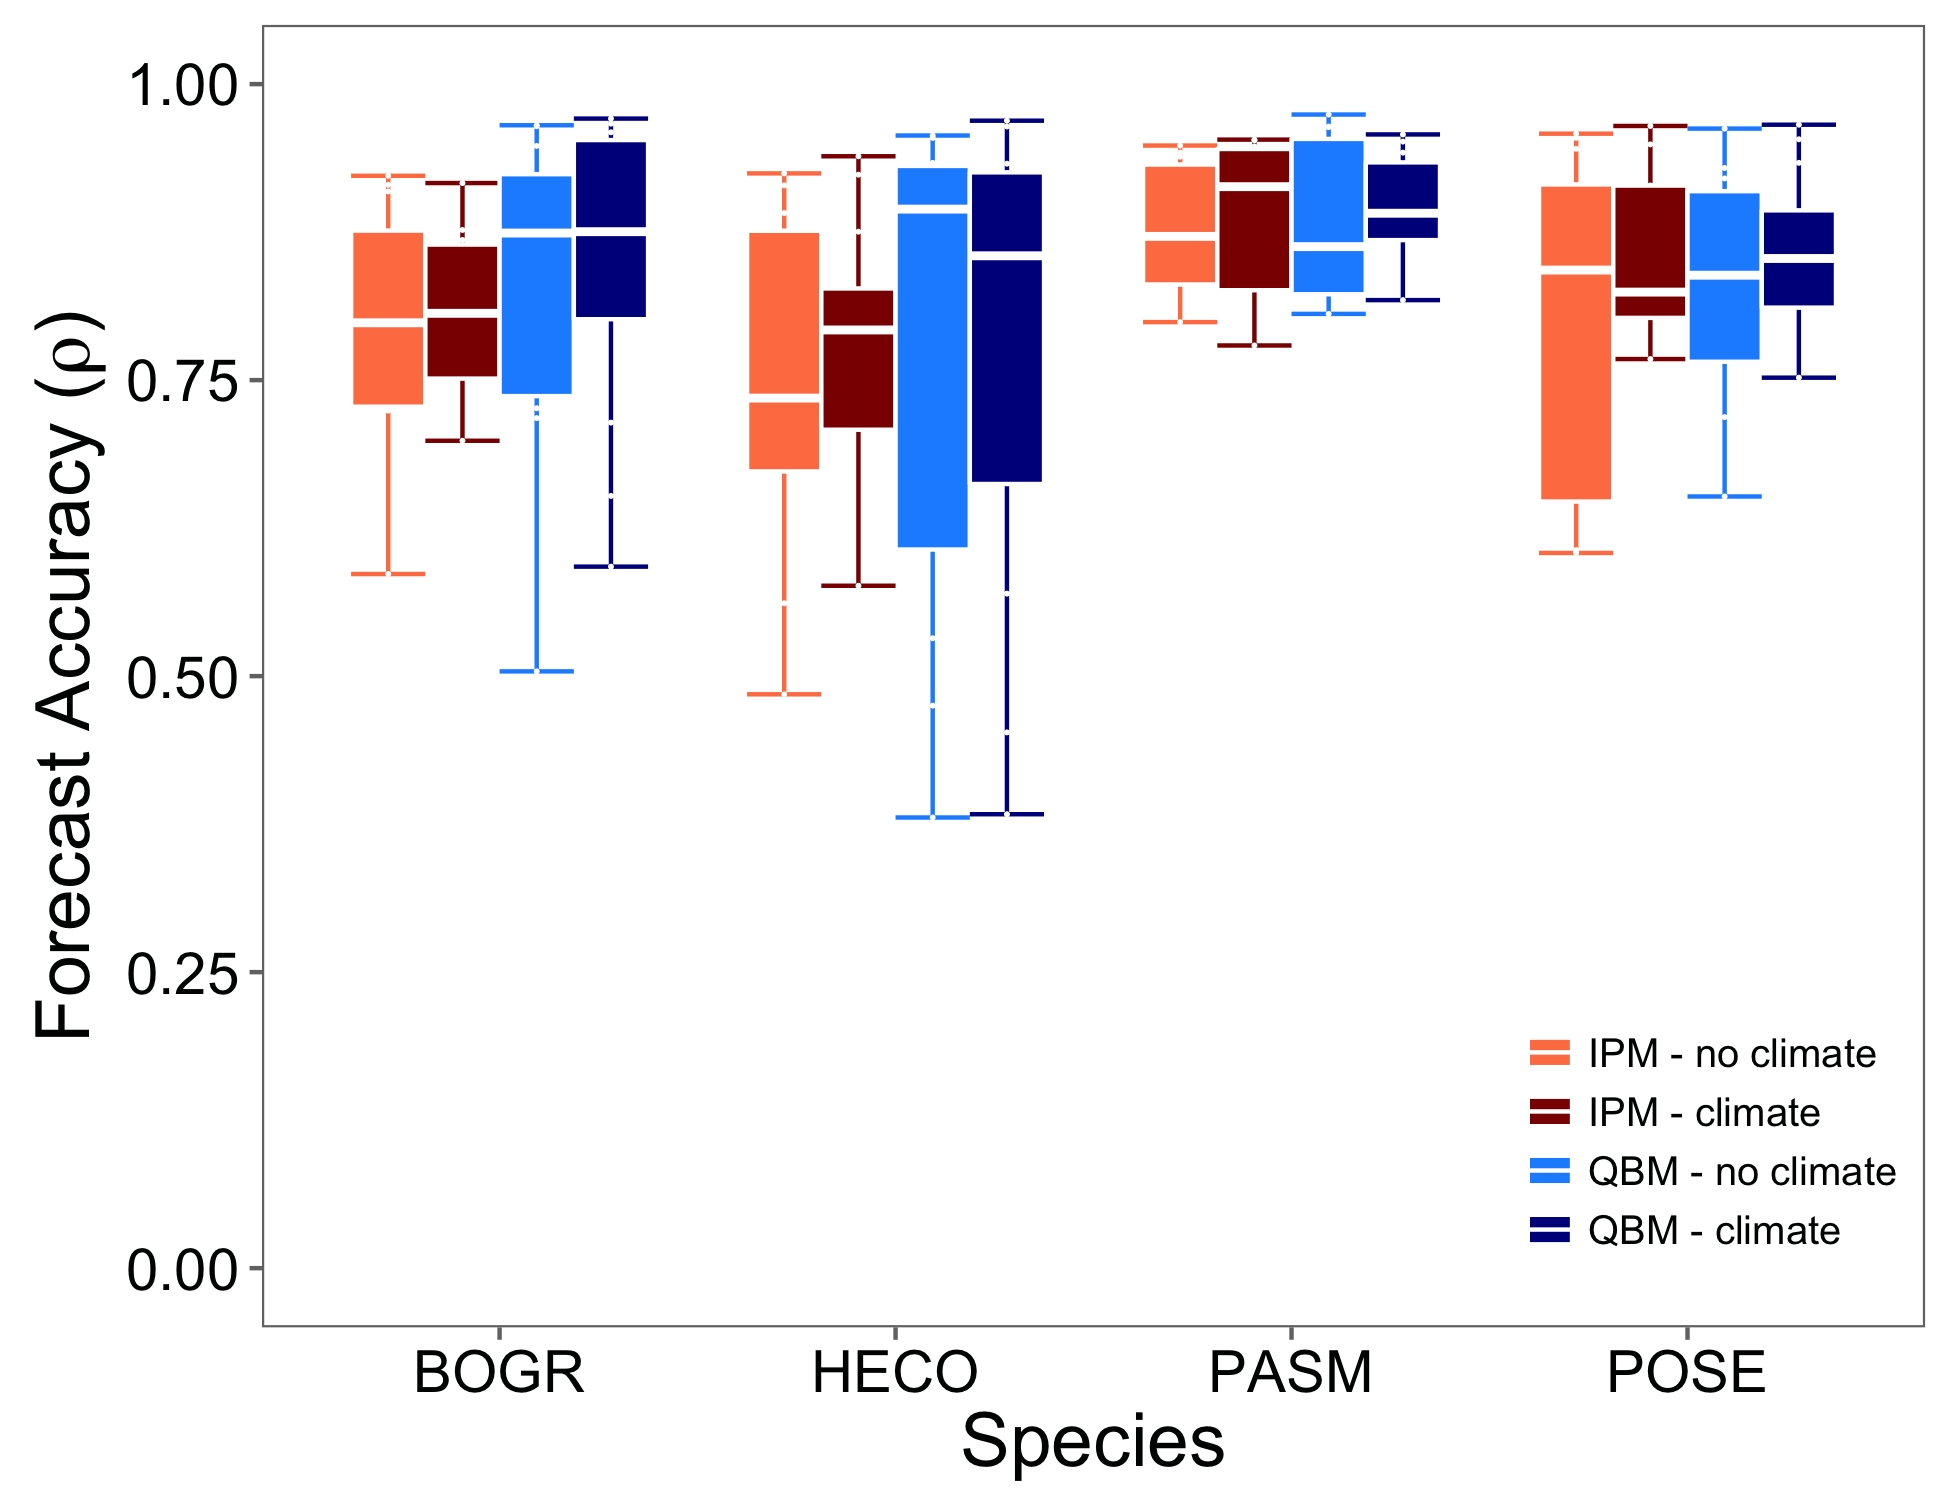 Forecast Accuracy (ρ)
1.00
0.75
0.50
0.25
0.00
IPM - no climate
IPM - climate
QBM - no climate
QBM - climate
BOGR HECO PASM POSE
Species